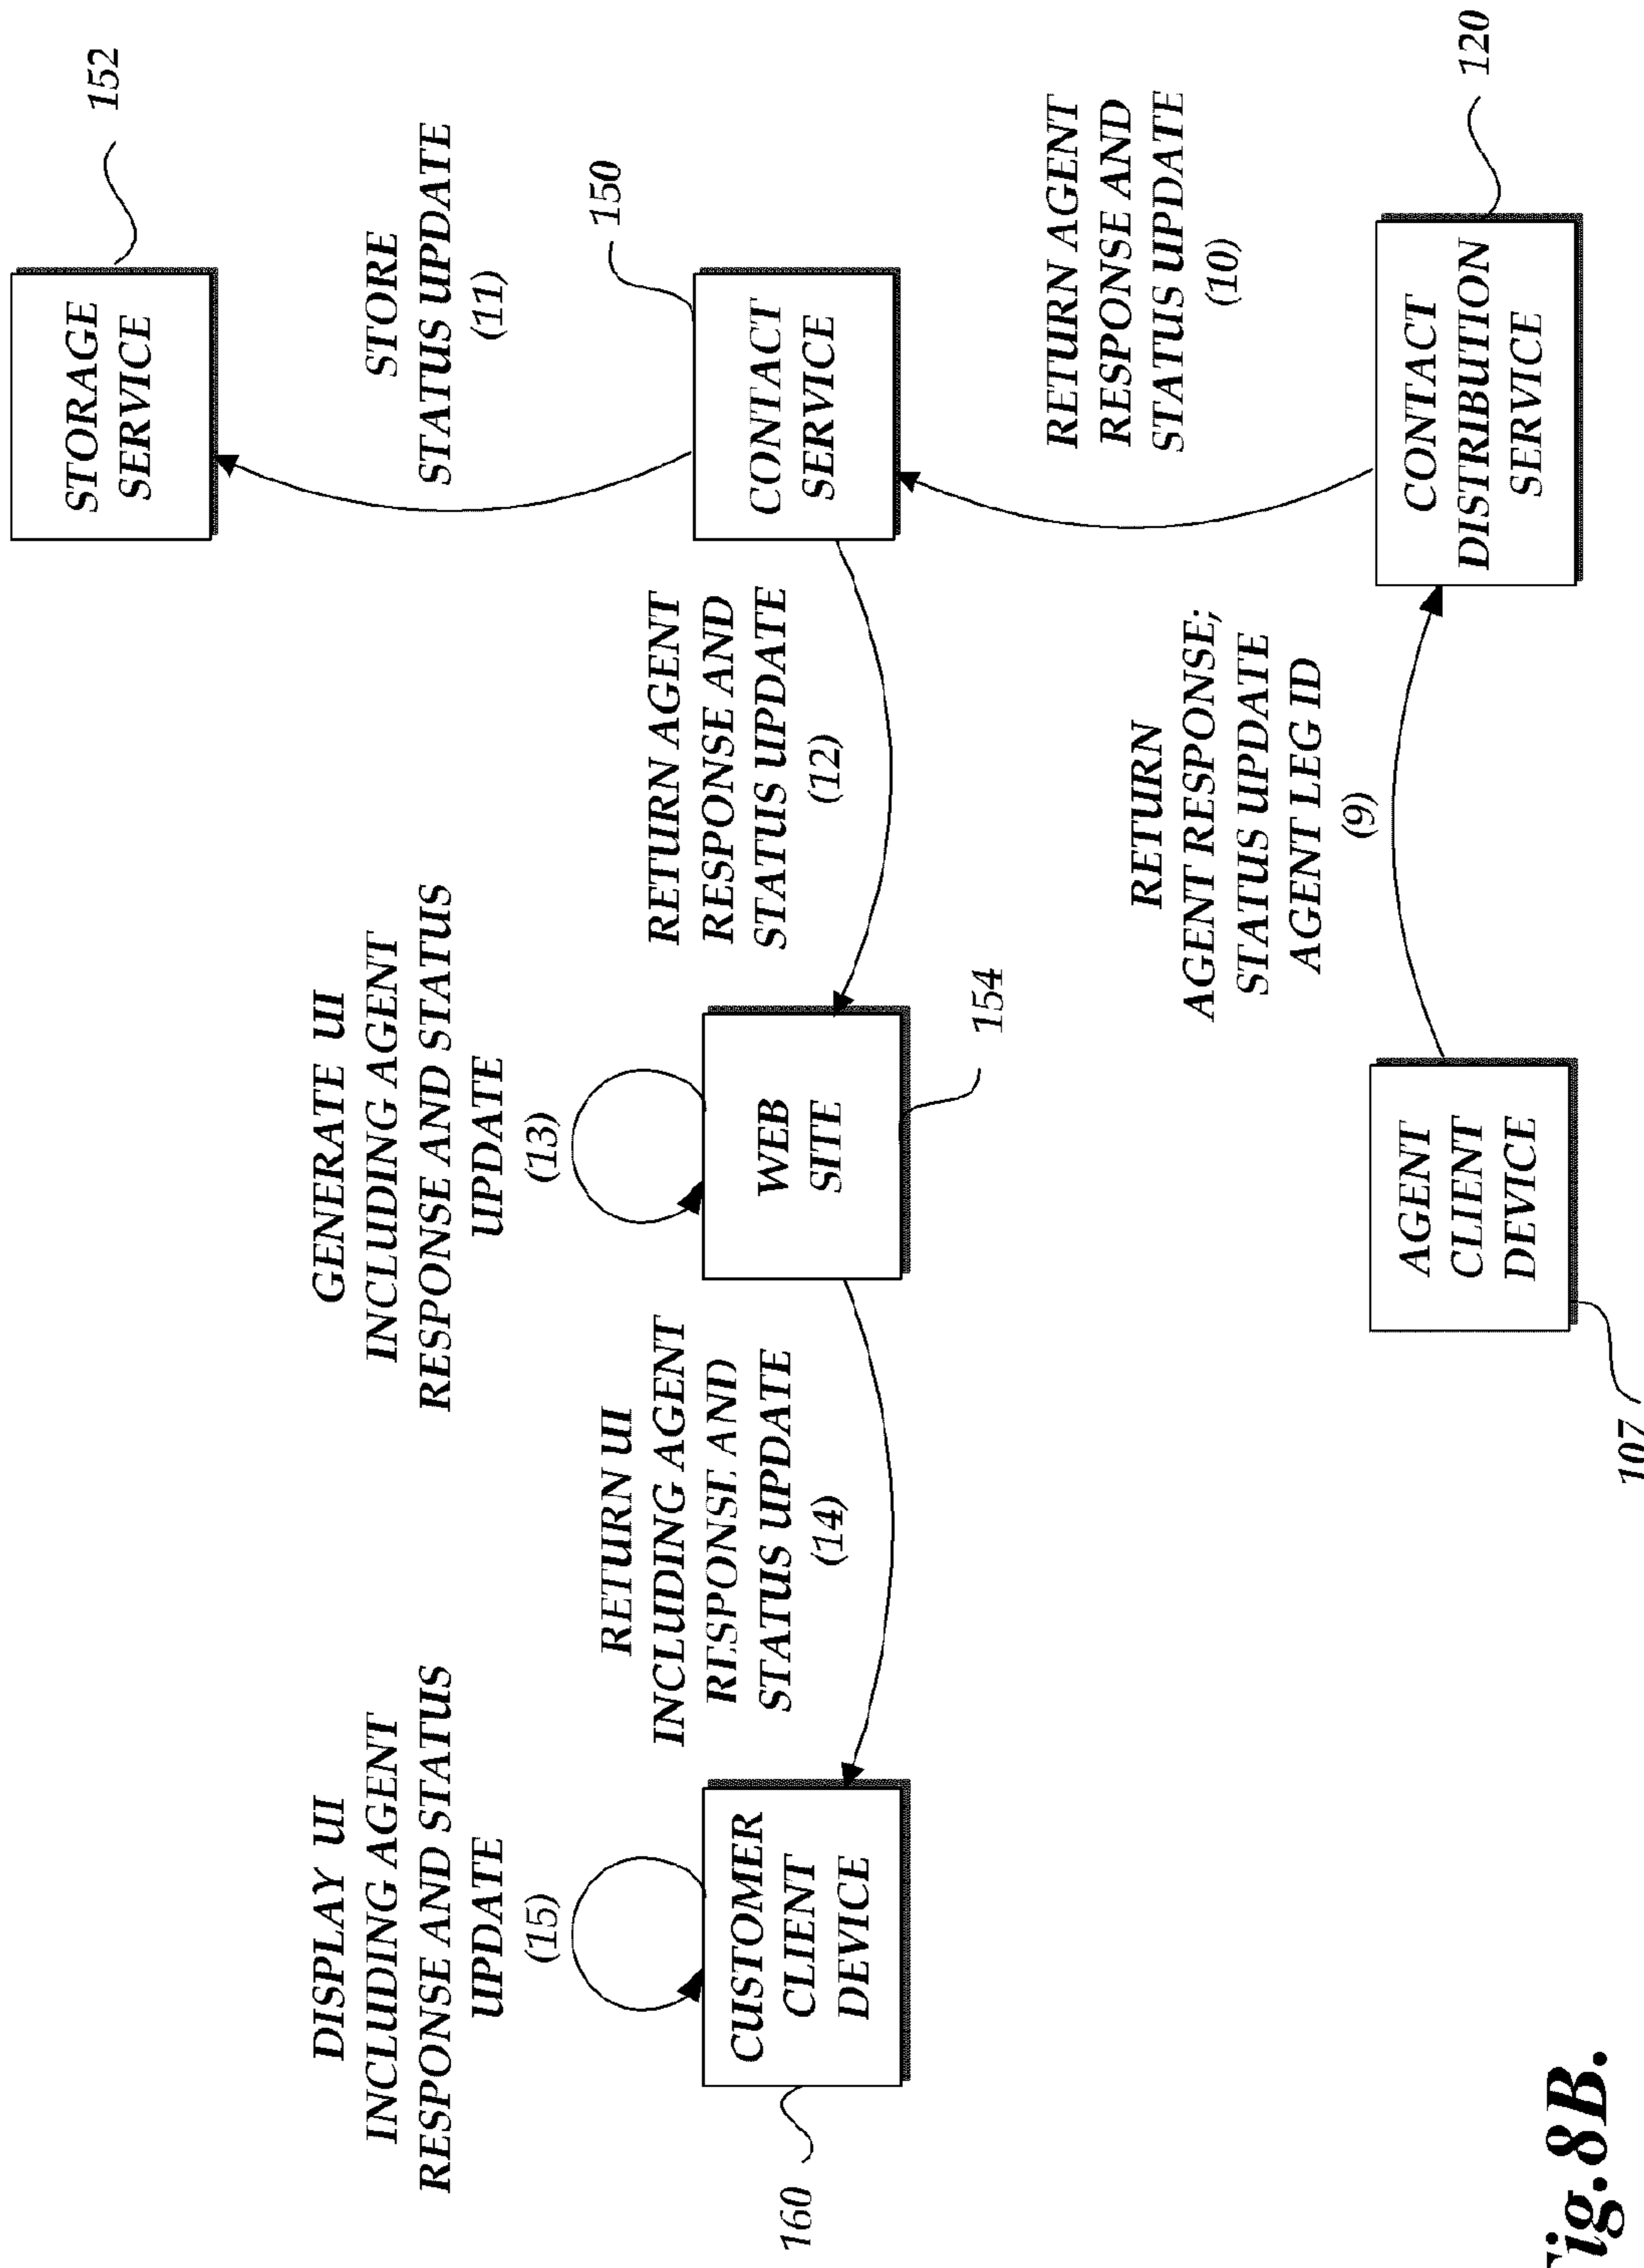 DISPLAY UI
INCLUDING AGENT
RESPONSE AND STATUS
UPDATE
(15)
GENERATE UI
INCLUDING AGENT
RESPONSE AND STATUS
UPDATE
(13)
STORAGE
SERVICE
152
STORE
STATUS UPDATE
(11)
RETURN UI
INCLUDING AGENT
RESPONSE AND
STATUS UPDATE
(14)
RETURN AGENT
RESPONSE AND
STATUS UPDATE
(12)
150
160
CUSTOMER
CLIENT
DEVICE
WEB
SITE
154
CONTACT
SERVICE
RETURN AGENT
RESPONSE AND
STATUS UPDATE
(10)
RETURN
AGENT RESPONSE;
STATUS UPDATE
AGENT LEG ID
(9)
AGENT
CLIENT
DEVICE
107
CONTACT
DISTRIBUTION
SERVICE
120
Fig.8B.